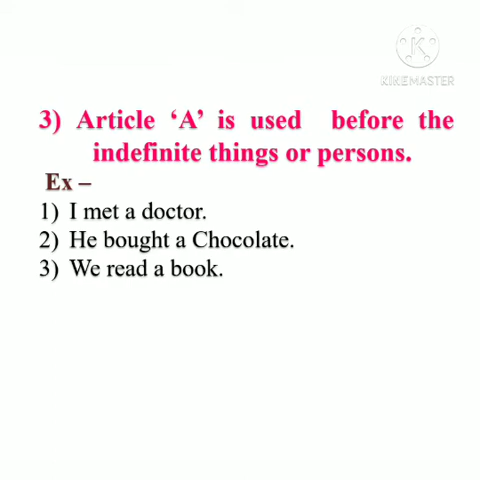 KINEMASTER
3) Article ‘A’ is used before the
indefinite things or persons.
Ex –
1) I met a doctor.
2) He bought a Chocolate.
3) We read a book.